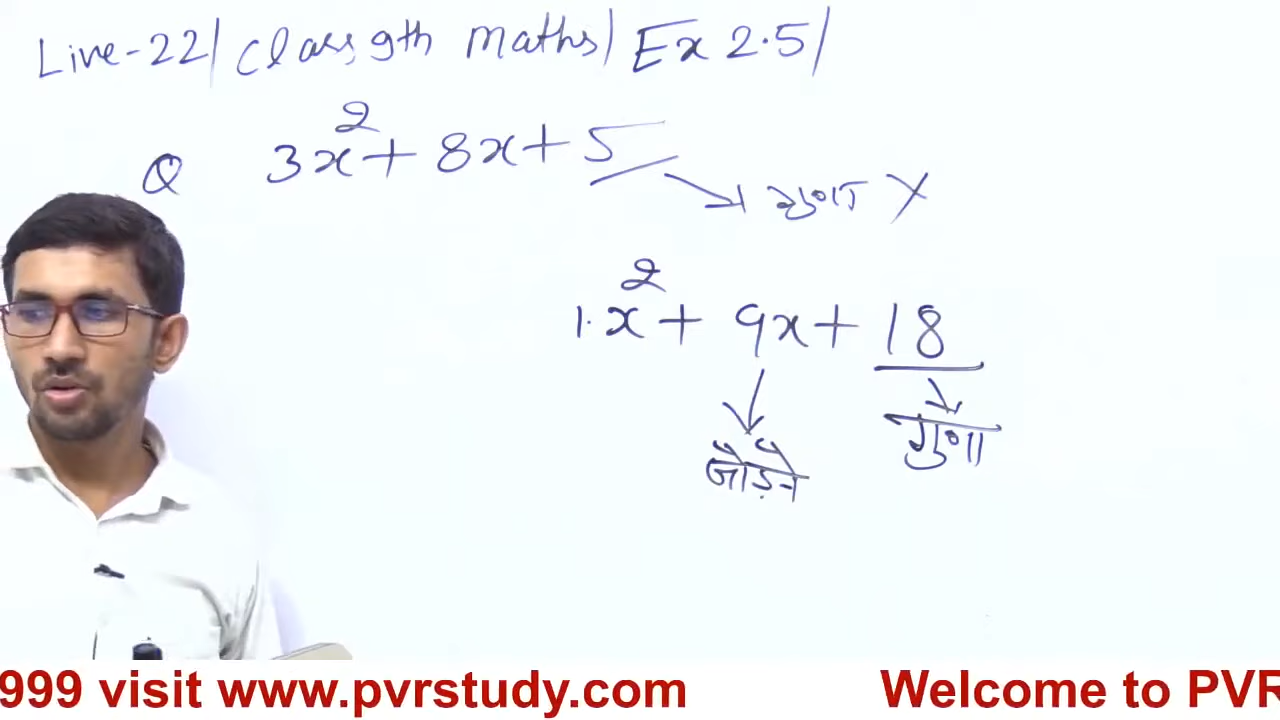 Live-22| Class 9th maths| Ex 2.5|
Q 3x² + 8x + 5
गुणा X
1. x² + 9x + 18
जोड़ने गुणा
999 visit www.pvrstudy.com Welcome to PVR